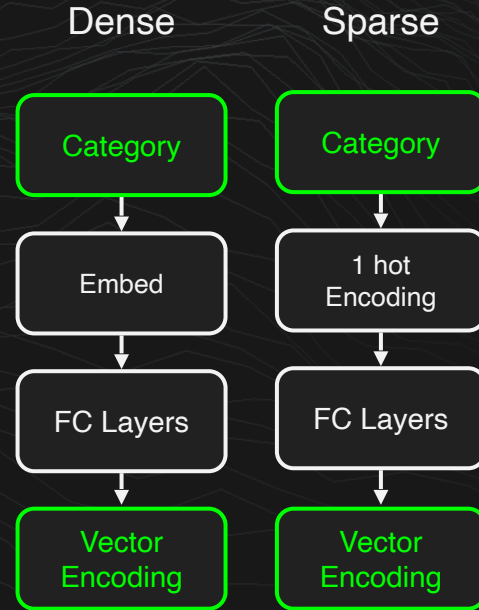 Dense
Category
Embed
FC Layers
Vector
Encoding
Sparse
Category
1 hot
Encoding
FC Layers
Vector
Encoding